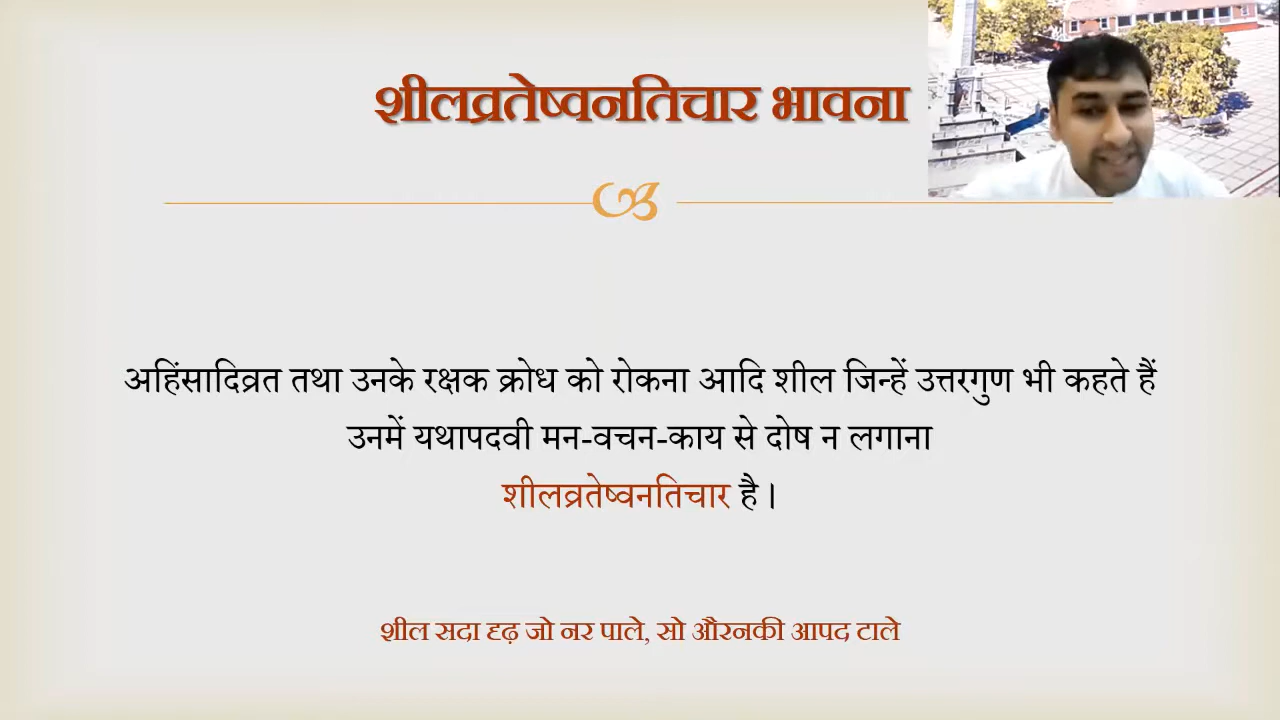 शीलव्रतेष्वनतिचार भावना
अहिंसादिव्रत तथा उनके रक्षक क्रोध को रोकना आदि शील जिन्हें उत्तरगुण भी कहते हैं
उनमें यथापदवी मन-वचन-काय से दोष न लगाना
शीलव्रतेष्वनतिचार है ।
शील सदा दृढ़ जो नर पाले, सो औरनकी आपद टाले